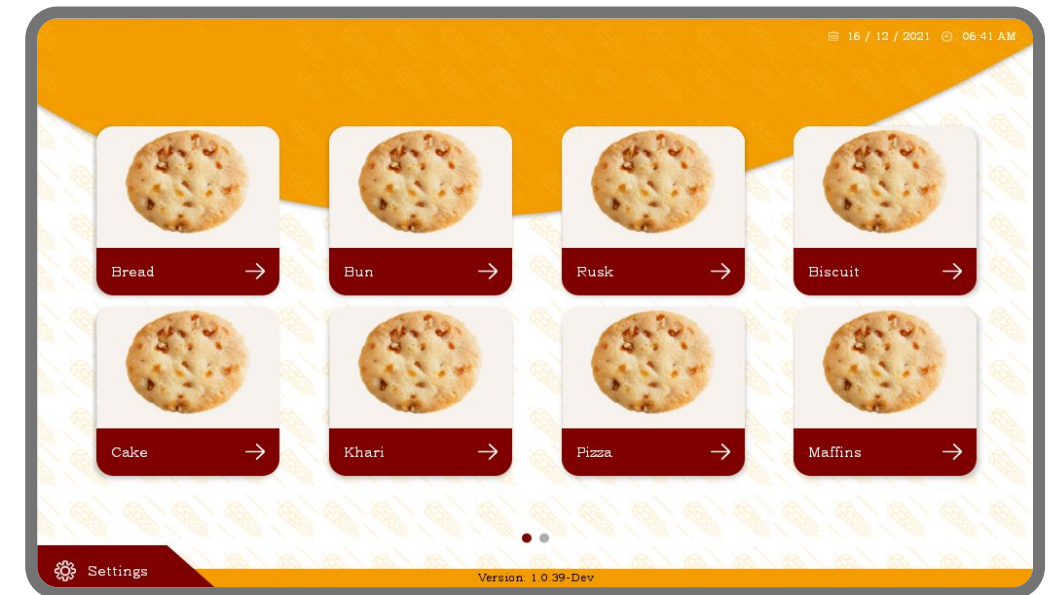 16 / 12 / 2021 06:41 AM
Bread
Bun
Rusk
Biscuit
Cake
Khari
Pizza
Maffins
Settings
Version: 1.0.39-Dev